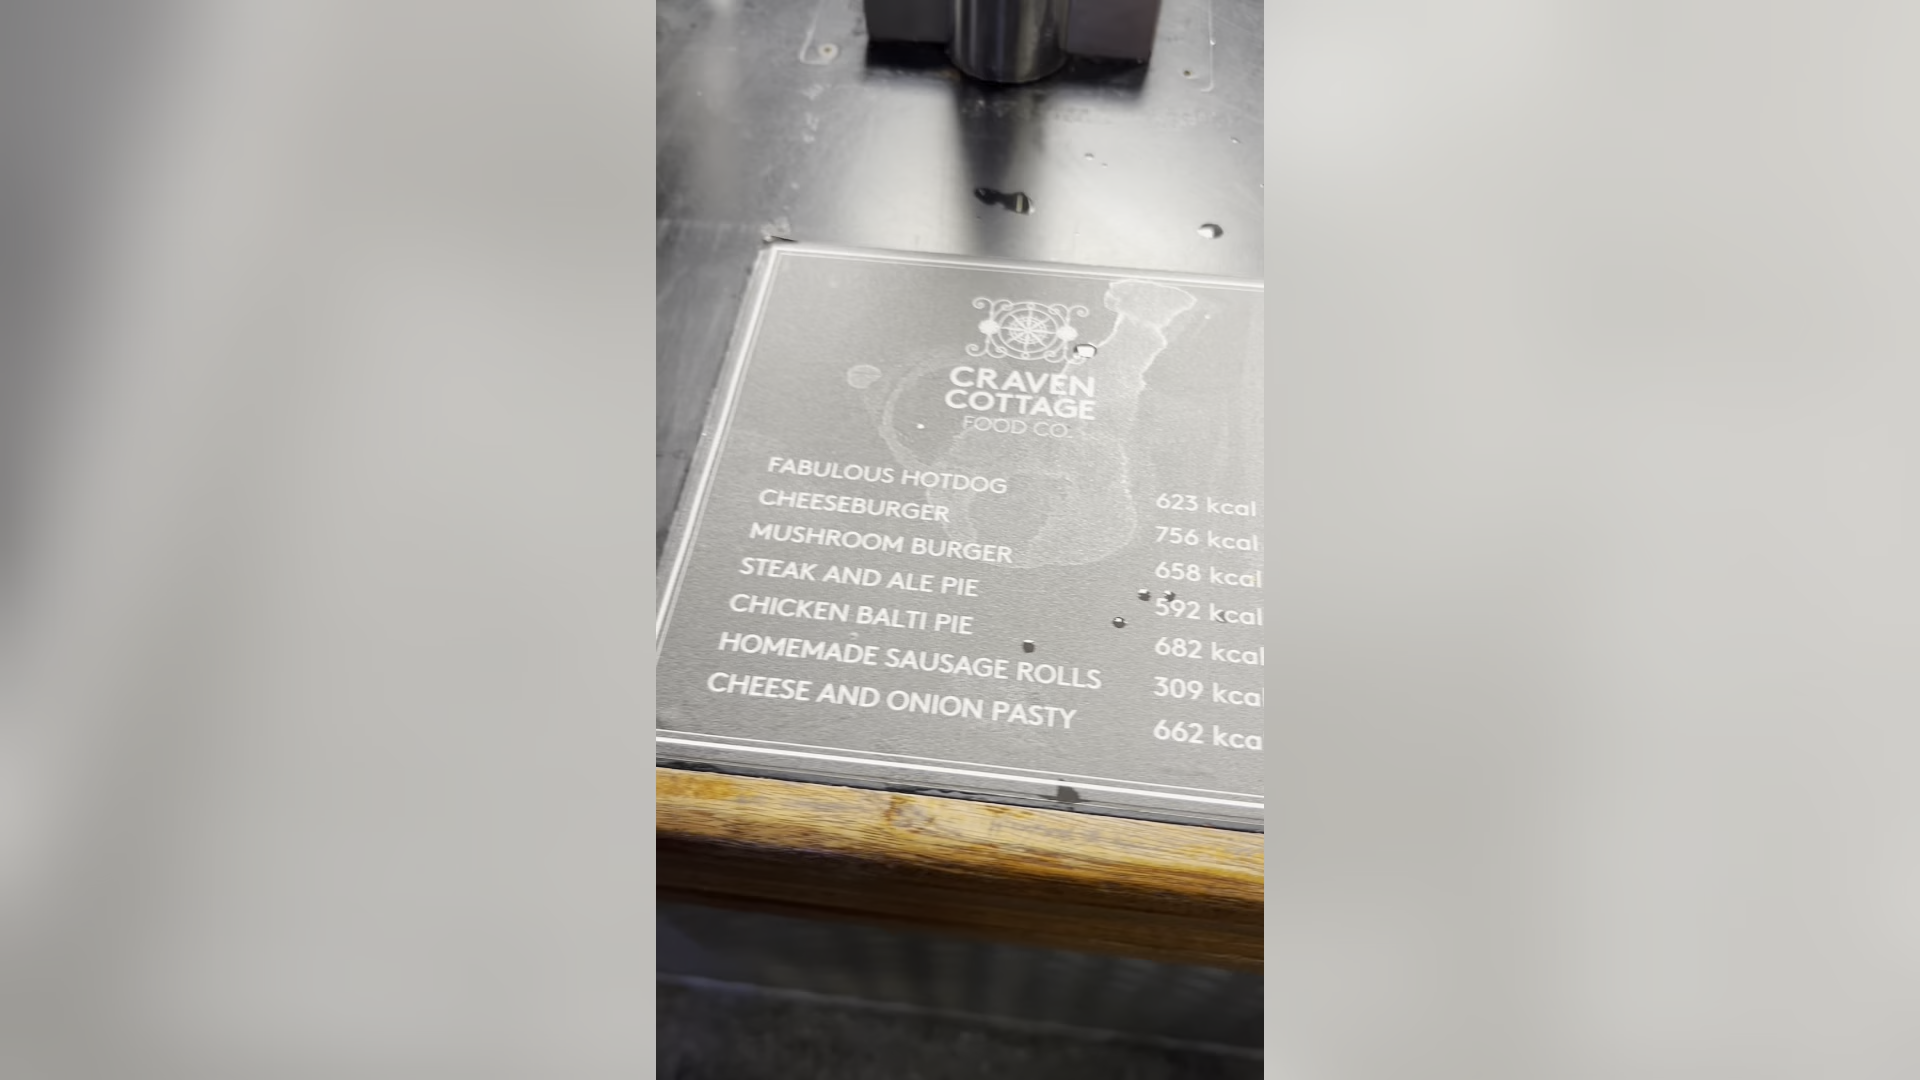 CRAVEN
COTTAGE
FOOD CO.
FABULOUS HOTDOG 623 kcal
CHEESEBURGER 756 kcal
MUSHROOM BURGER 658 kcal
STEAK AND ALE PIE 592 kcal
CHICKEN BALTI PIE 682 kcal
HOMEMADE SAUSAGE ROLLS 309 kcal
CHEESE AND ONION PASTY 662 kca